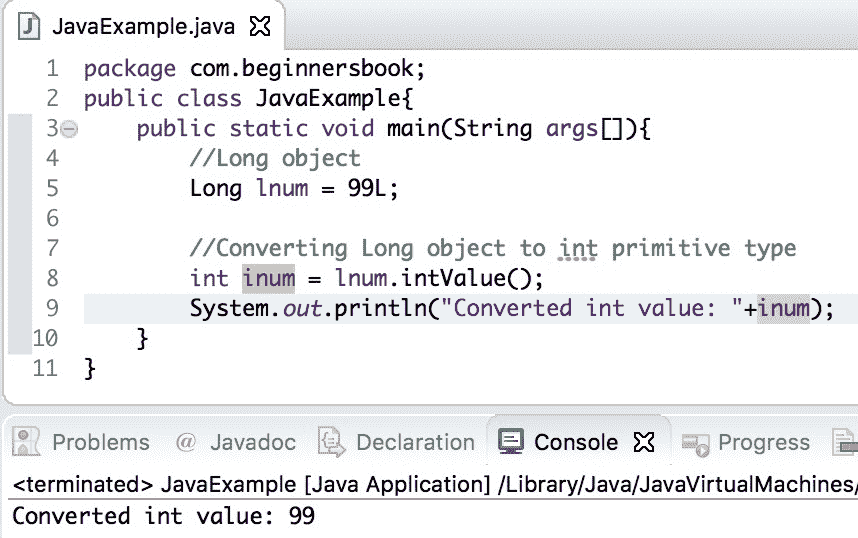 JavaExample.java
1 package com.beginnersbook;
2 public class JavaExample{
3 public static void main(String args[]){
4 //Long object
5 Long lnum = 99L;
6
7 //Converting Long object to int primitive type
8 int inum = lnum.intValue();
9 System.out.println("Converted int value: "+inum);
10 }
11 }
Problems @ Javadoc Declaration Console Progress
<terminated> JavaExample [Java Application] /Library/Java/JavaVirtualMachines/
Converted int value: 99